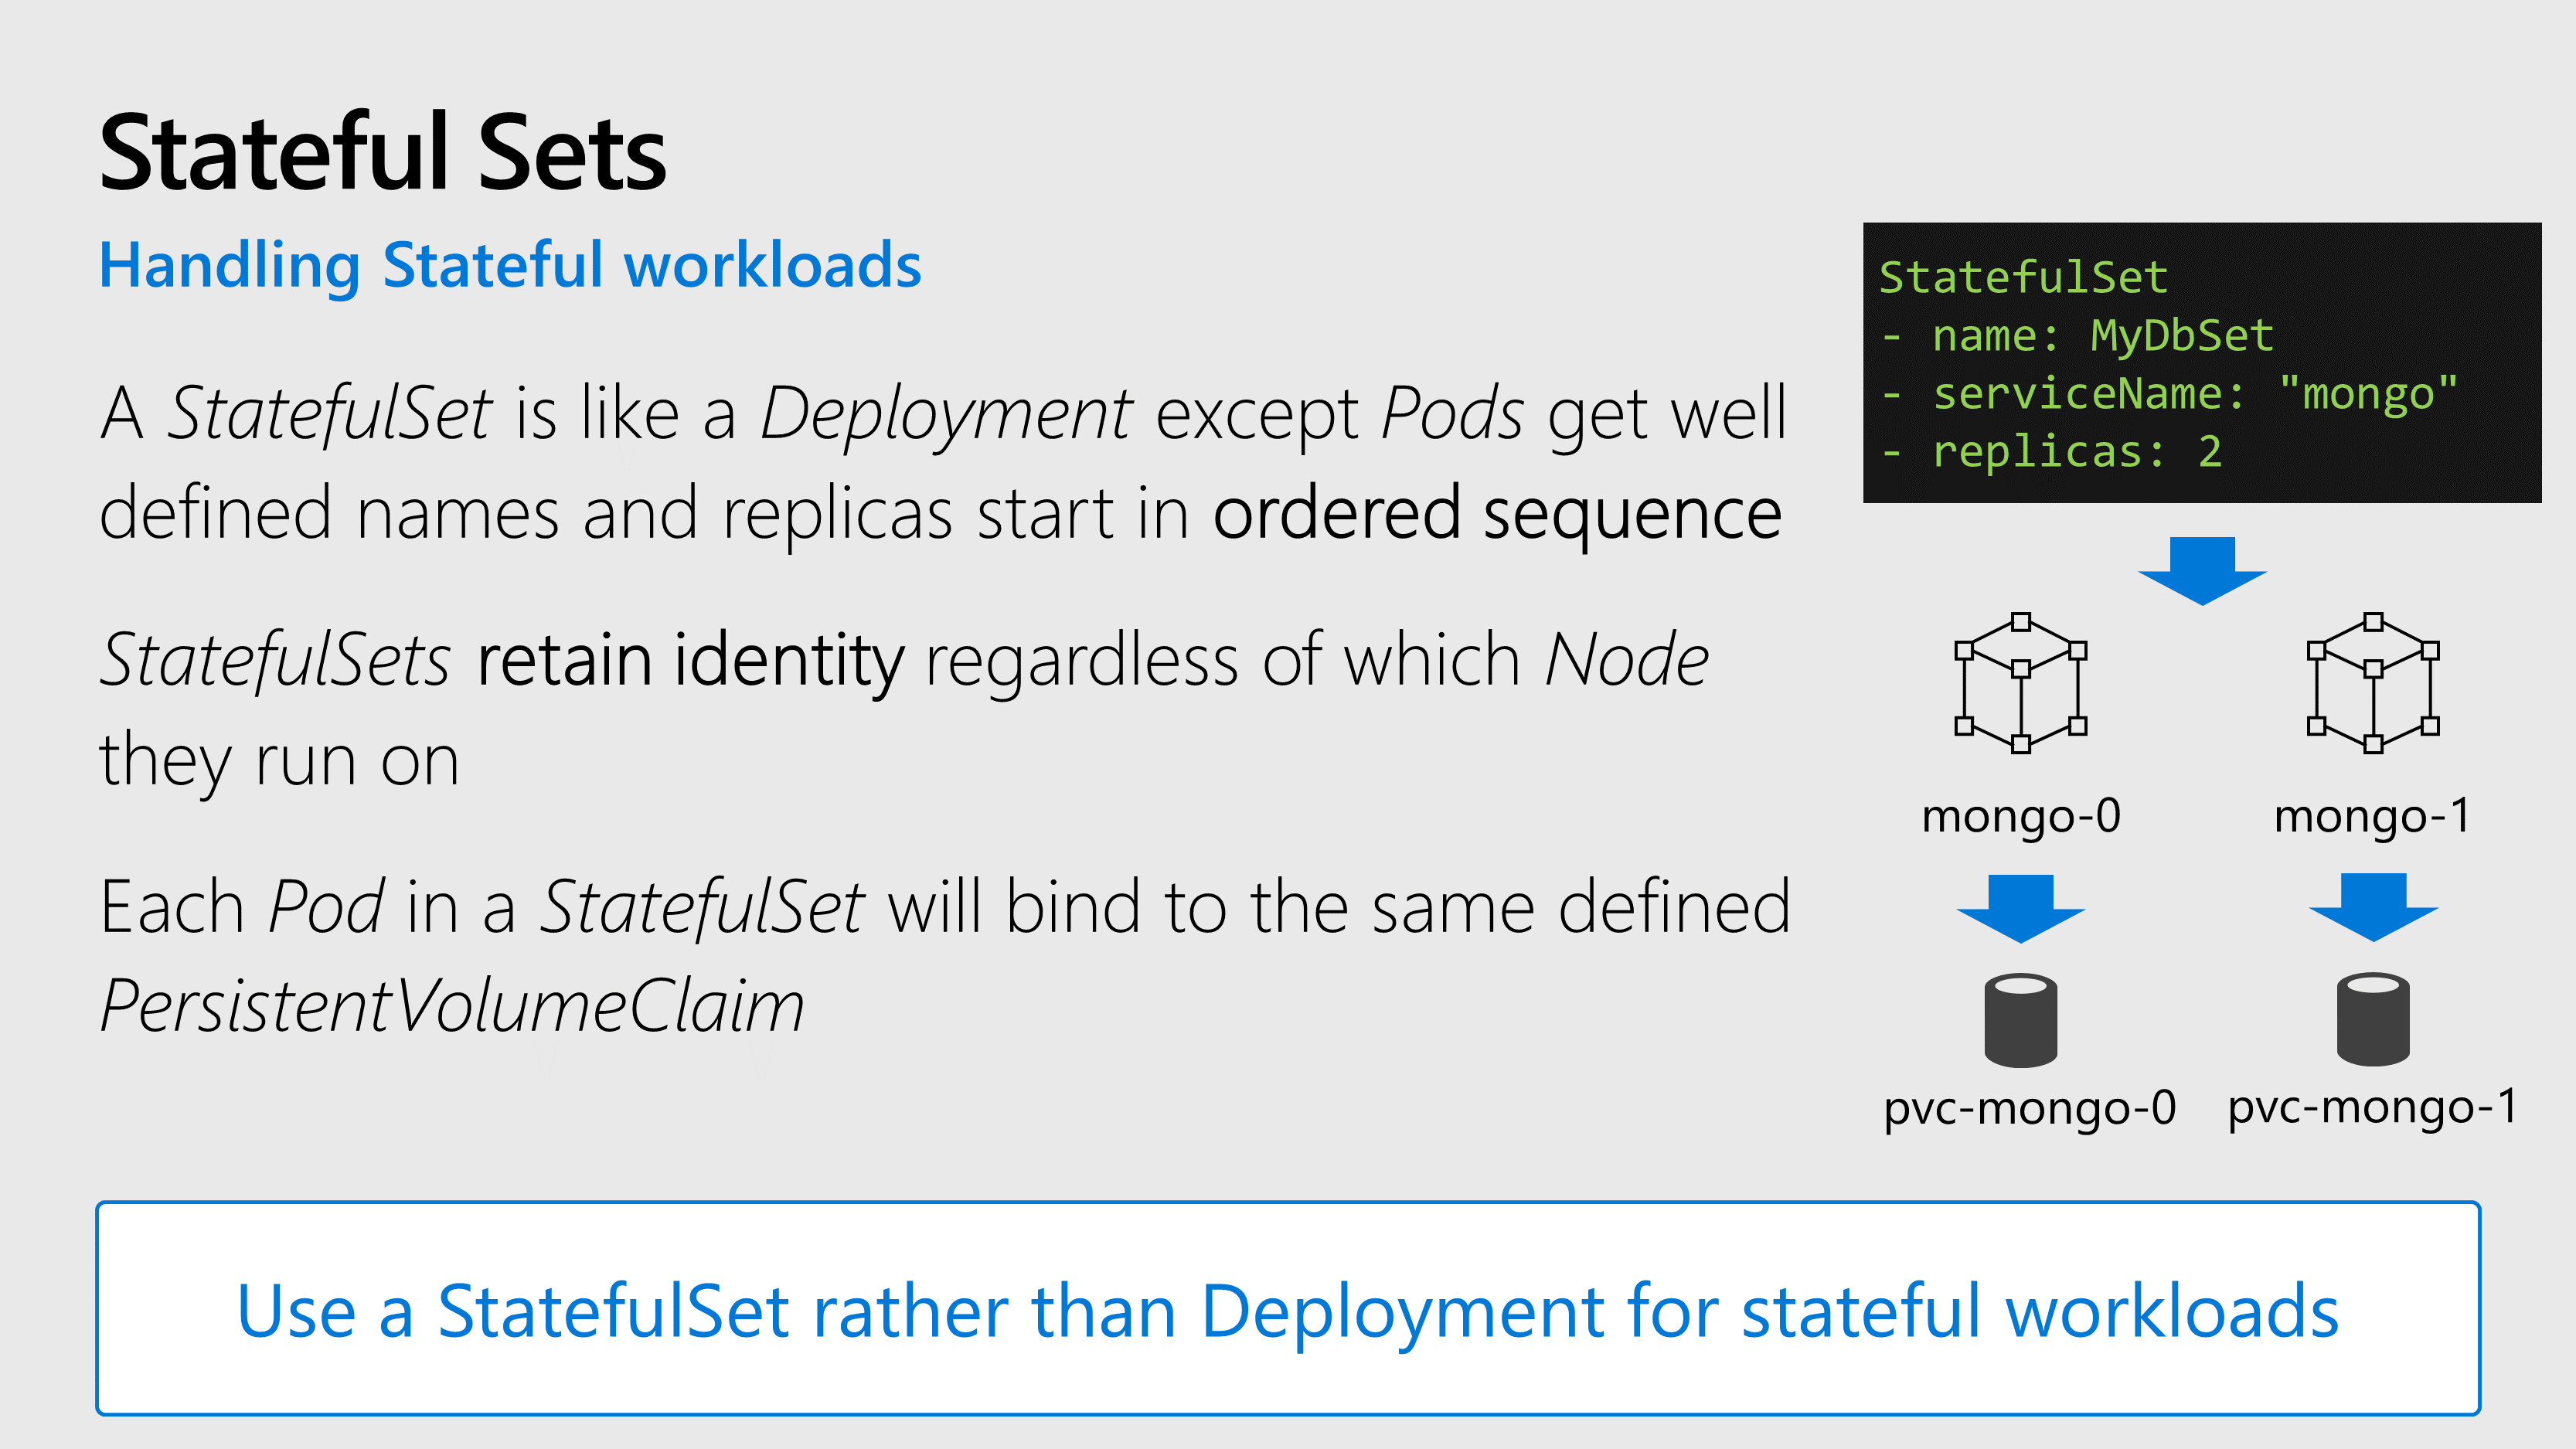 Stateful Sets
Handling Stateful workloads
A StatefulSet is like a Deployment except Pods get well
defined names and replicas start in ordered sequence
StatefulSets retain identity regardless of which Node
they run on
Each Pod in a StatefulSet will bind to the same defined
PersistentVolumeClaim
StatefulSet
- name: MyDbSet
- serviceName: "mongo"
- replicas: 2
mongo-0
mongo-1
pvc-mongo-0
pvc-mongo-1
Use a StatefulSet rather than Deployment for stateful workloads